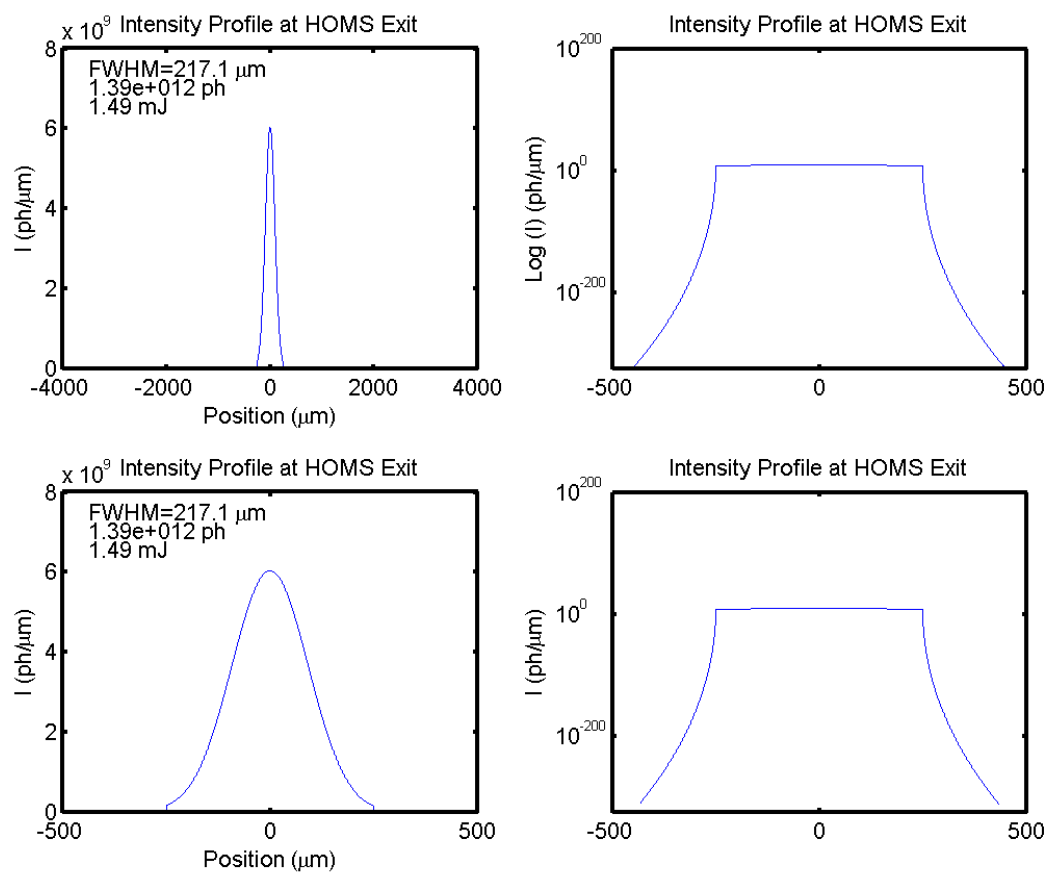 x 10^9 Intensity Profile at HOMS Exit
8
6
4
2
0
I (ph/μm)
FWHM=217.1 μm
1.39e+012 ph
1.49 mJ
-4000 -2000 0 2000 4000
Position (μm)
Intensity Profile at HOMS Exit
10^200
10^0
10^-200
Log (I) (ph/μm)
-500 0 500
x 10^9 Intensity Profile at HOMS Exit
8
6
4
2
0
I (ph/μm)
FWHM=217.1 μm
1.39e+012 ph
1.49 mJ
-500 0 500
Position (μm)
Intensity Profile at HOMS Exit
10^200
10^0
10^-200
I (ph/μm)
-500 0 500